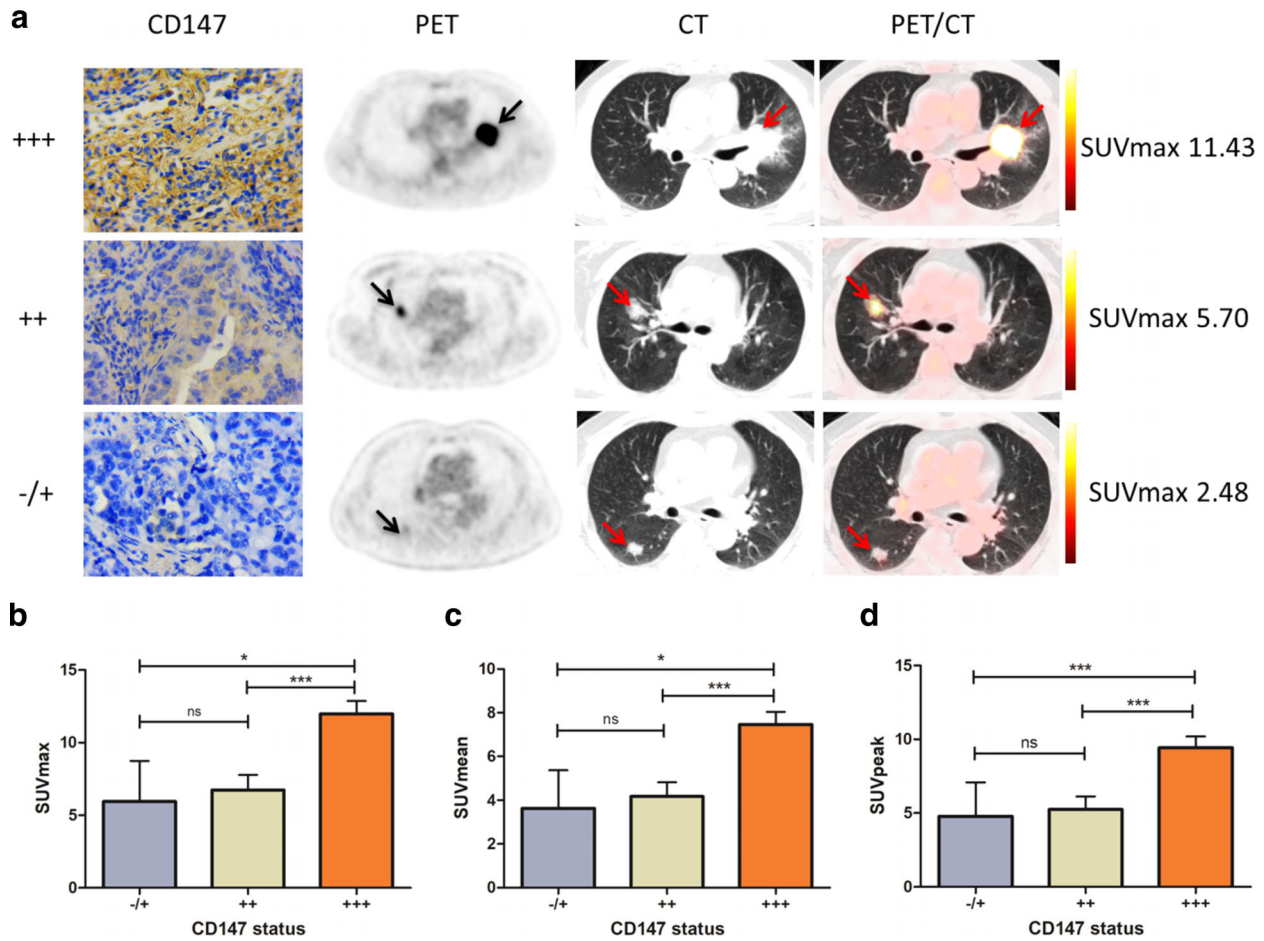 a
CD147 PET CT PET/CT
+++
SUVmax 11.43
++
SUVmax 5.70
-/+
SUVmax 2.48
b
15
10
5
0
SUVmax
*
***
ns
-/+ ++ +++
CD147 status
c
10
8
6
4
2
0
SUVmean
*
***
ns
-/+ ++ +++
CD147 status
d
15
10
5
0
SUVpeak
***
***
ns
-/+ ++ +++
CD147 status